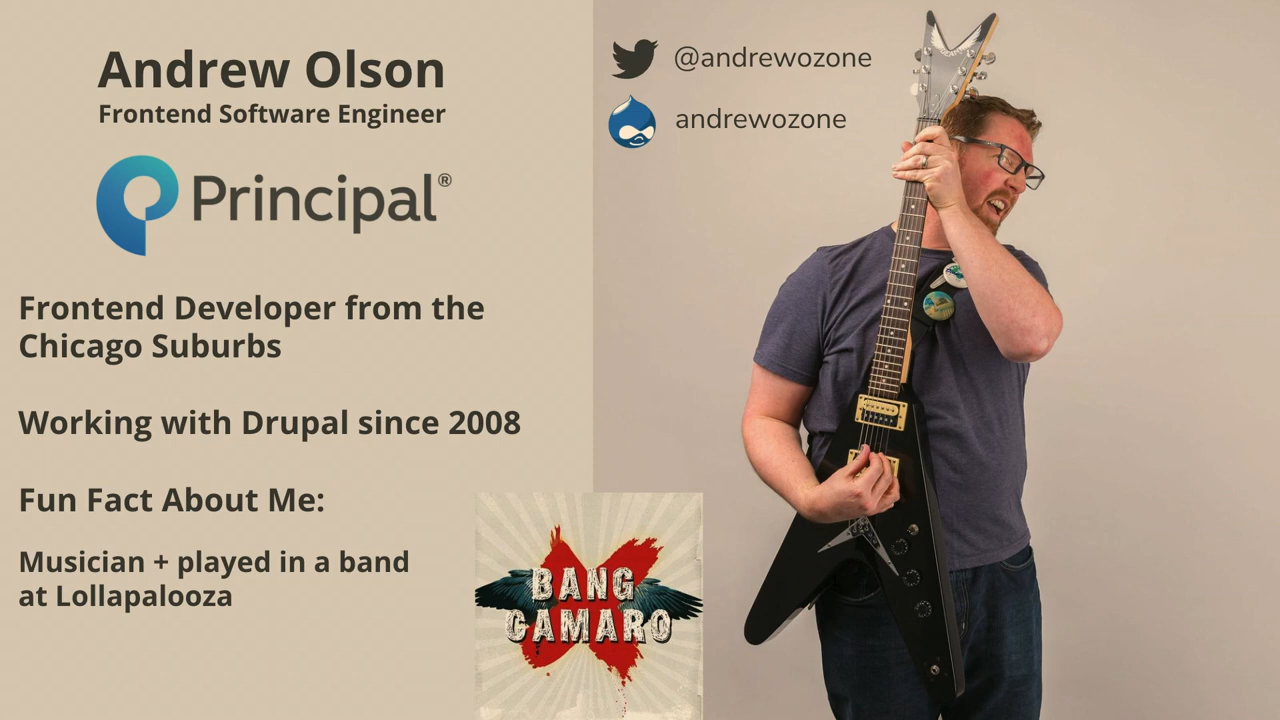 Andrew Olson
Frontend Software Engineer
Principal®
Frontend Developer from the
Chicago Suburbs
Working with Drupal since 2008
Fun Fact About Me:
Musician + played in a band
at Lollapalooza
BANG
CAMARO
@andrewozone
andrewozone